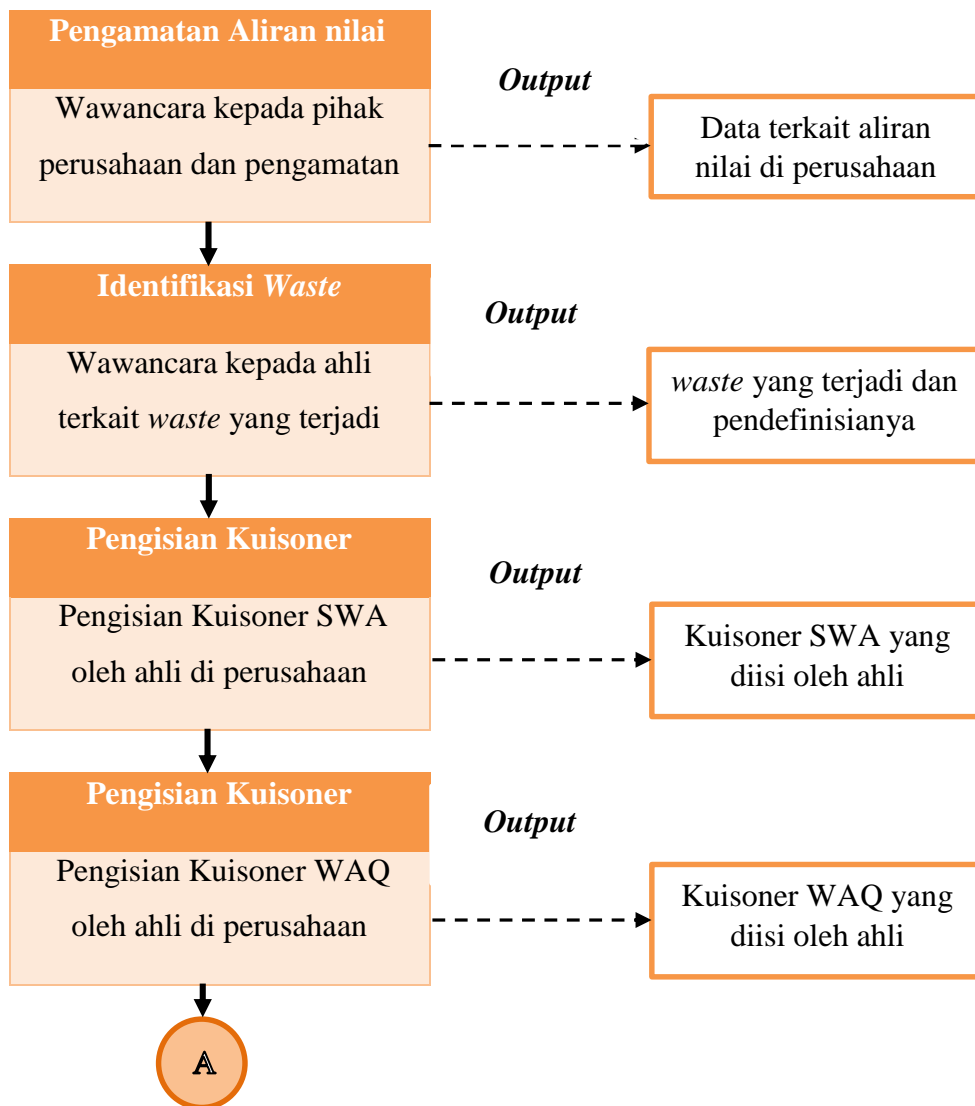 Pengamatan Aliran nilai
Wawancara kepada pihak
perusahaan dan pengamatan
Output
Data terkait aliran
nilai di perusahaan
Identifikasi Waste
Wawancara kepada ahli
terkait waste yang terjadi
Output
waste yang terjadi dan
pendefinisianya
Pengisian Kuisoner
Pengisian Kuisoner SWA
oleh ahli di perusahaan
Output
Kuisoner SWA yang
diisi oleh ahli
Pengisian Kuisoner
Pengisian Kuisoner WAQ
oleh ahli di perusahaan
Output
Kuisoner WAQ yang
diisi oleh ahli
A